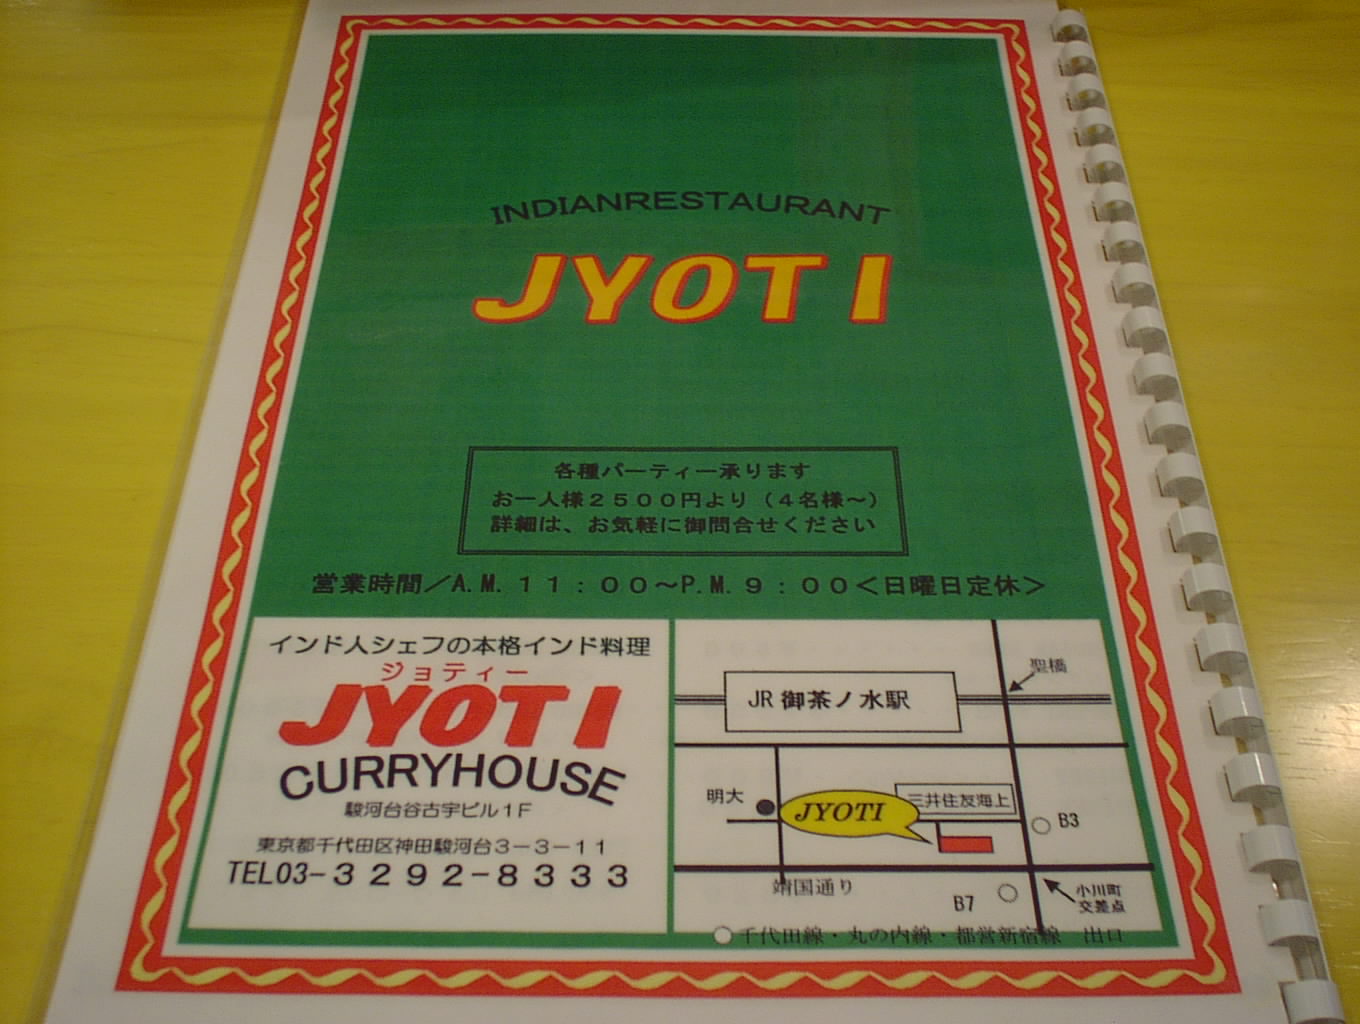 INDIANRESTAURANT
JYOTI
各種パーティー承ります
お一人様2500円より(4名様~)
詳細は、お気軽に御問合せください
営業時間/A.M.11:00~P.M.9:00<日曜日定休>
インド人シェフの本格インド料理
ジョティー
JYOTI
CURRYHOUSE
駿河台谷古宇ビル1F
東京都千代田区神田駿河台3-3-11
TEL03-3292-8333
聖橋
JR 御茶ノ水駅
明大
JYOTI
三井住友海上
B3
靖国通り
B7
小川町
交差点
○千代田線・丸の内線・都営新宿線 出口